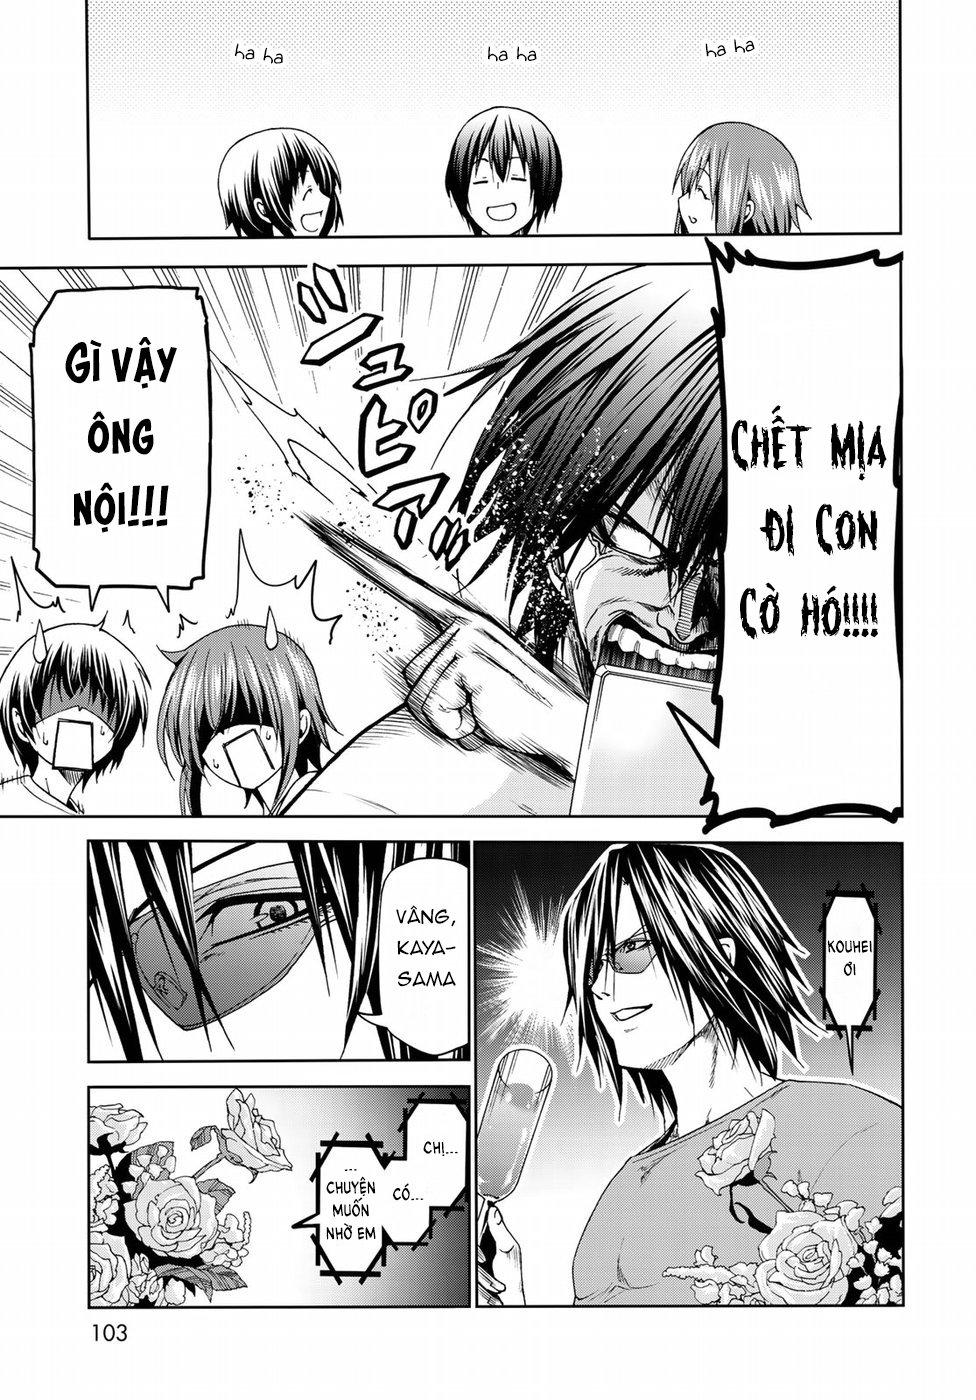 ha ha
ha ha
ha ha
CHẾT MỊA
ĐI CON
CỜ HÓ!!!!
ジュピアッ!!
GÌ VẬY
ÔNG
NỘI!!!
KOUHEI
ƠI
VÂNG,
KAYA-
SAMA
CHỊ...
CÓ...
...
CHUYỆN
MUỐN
NHỜ EM
103